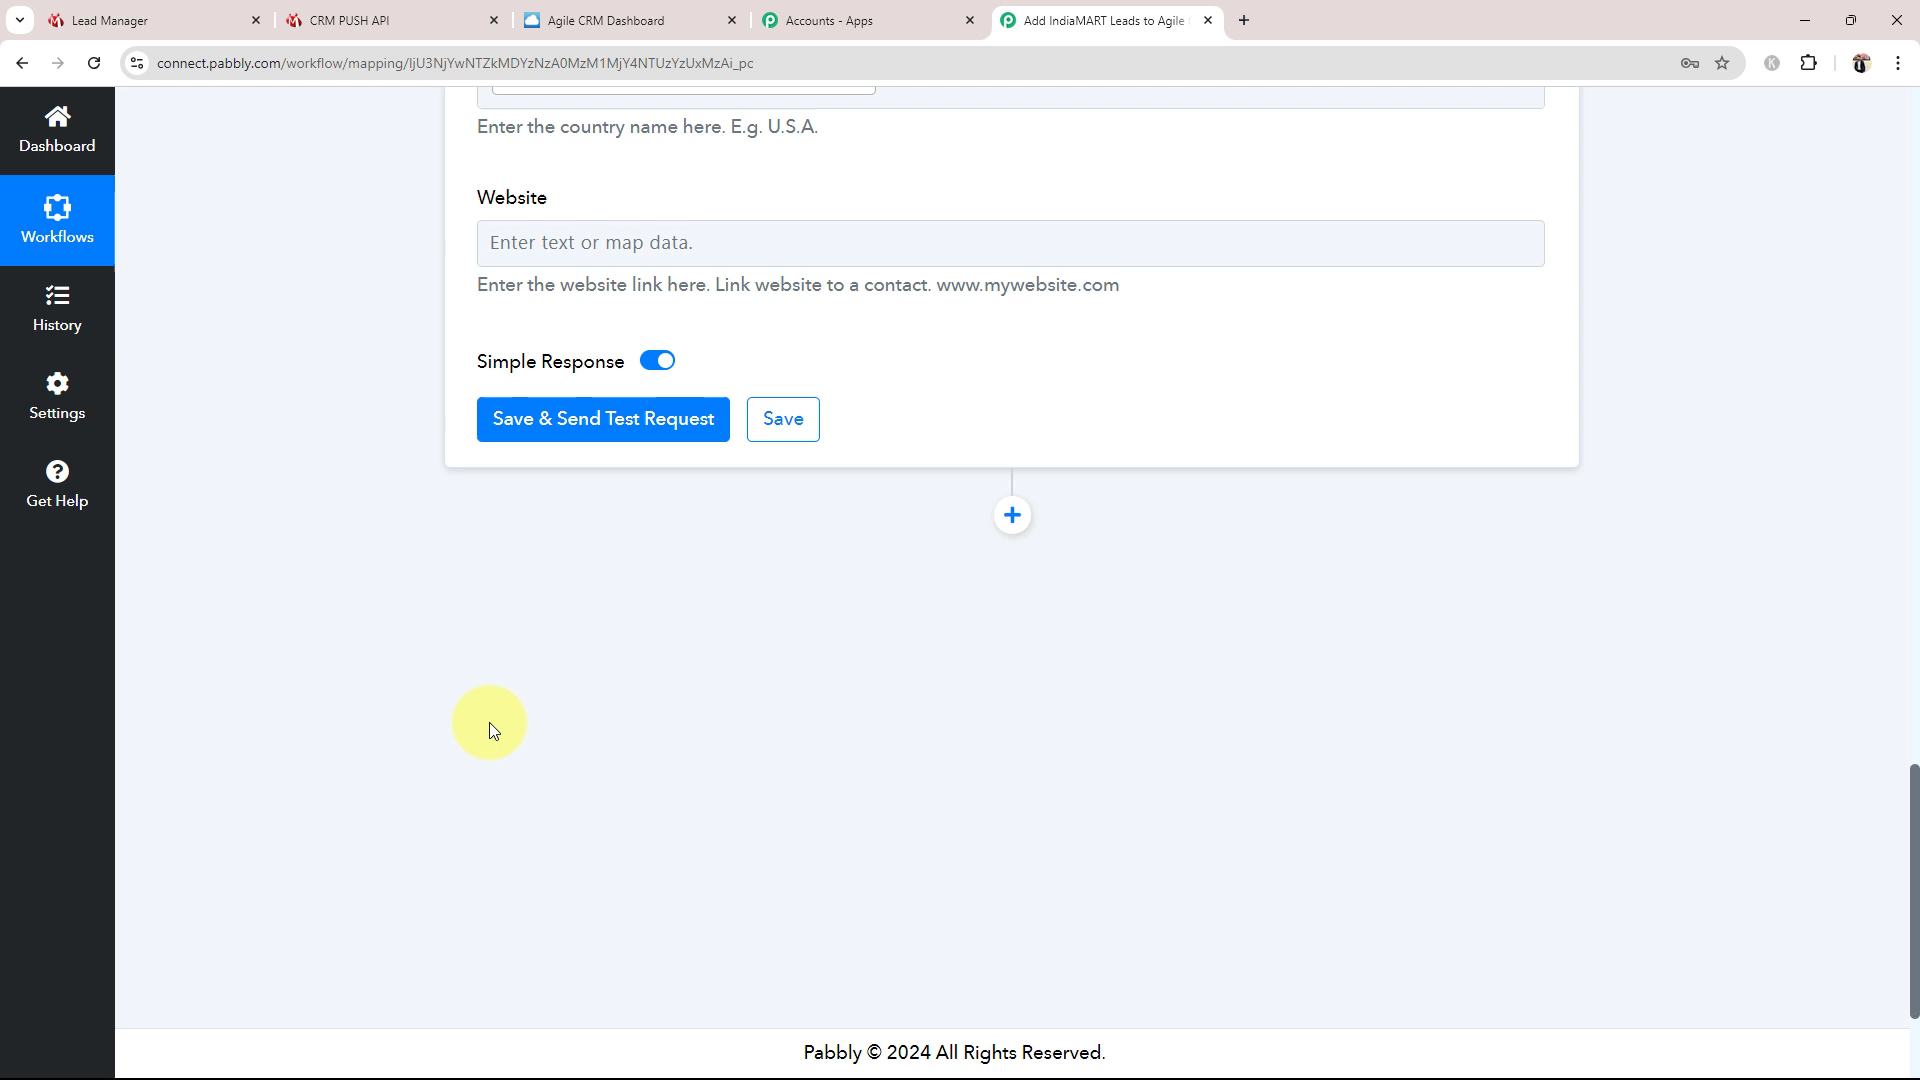 Lead Manager
CRM PUSH API
Agile CRM Dashboard
Accounts - Apps
Add IndiaMART Leads to Agile
connect.pabbly.com/workflow/mapping/IjU3NjYwNTZkMDYzNzA0MzM1MjY4NTUzYzUxMzAi_pc
K
Dashboard
Workflows
History
Settings
Get Help
Enter the country name here. E.g. U.S.A.
Website
Enter text or map data.
Enter the website link here. Link website to a contact. www.mywebsite.com
Simple Response
Save & Send Test Request
Save
Pabbly © 2024 All Rights Reserved.